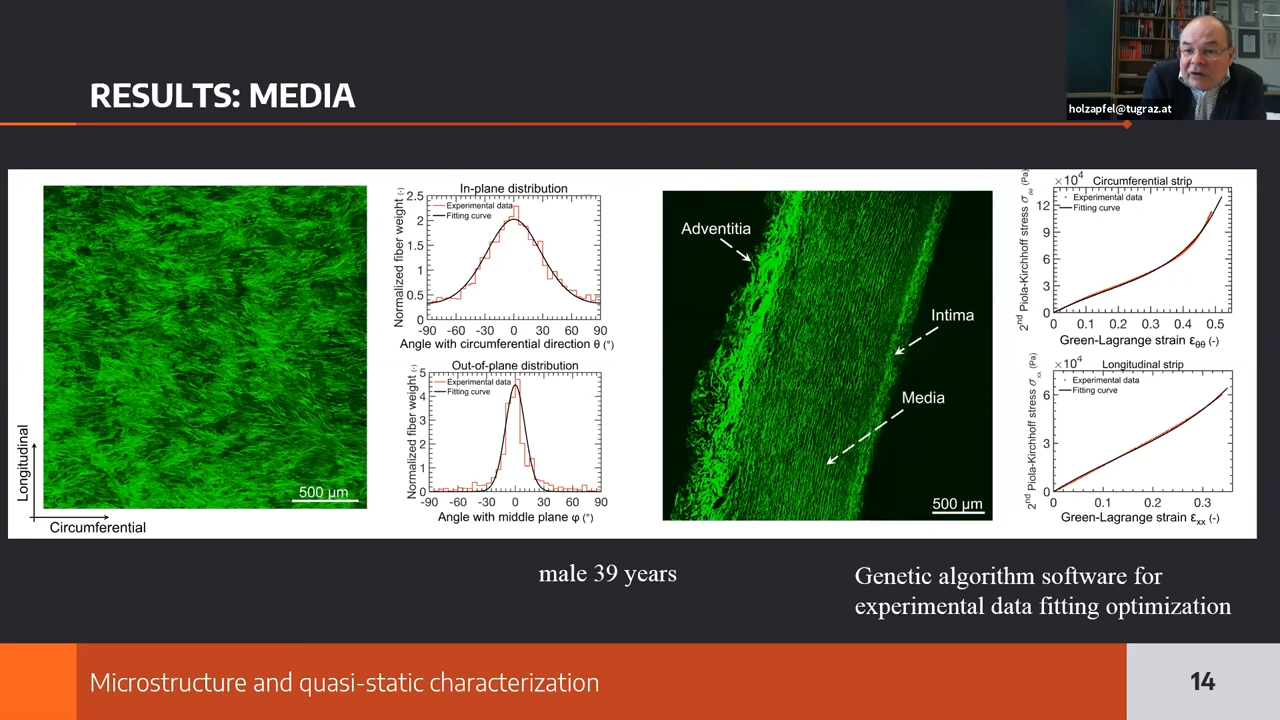 RESULTS: MEDIA
holzapfel@tugraz.at
Longitudinal
Circumferential
500 µm
In-plane distribution
Experimental data
Fitting curve
Normalized fiber weight (-)
2.5
2
1.5
1
0.5
0
-90 -60 -30 0 30 60 90
Angle with circumferential direction θ (°)
Out-of-plane distribution
Experimental data
Fitting curve
Normalized fiber weight (-)
5
4
3
2
1
0
-90 -60 -30 0 30 60 90
Angle with middle plane φ (°)
Adventitia
Intima
Media
500 µm
×10⁴
Circumferential strip
Experimental data
Fitting curve
2nd Piola-Kirchhoff stress σθθ (Pa)
12
9
6
3
0
0 0.1 0.2 0.3 0.4 0.5
Green-Lagrange strain εθθ (-)
×10⁴
Longitudinal strip
Experimental data
Fitting curve
2nd Piola-Kirchhoff stress σxx (Pa)
6
3
0
0 0.1 0.2 0.3
Green-Lagrange strain εxx (-)
male 39 years
Genetic algorithm software for
experimental data fitting optimization
Microstructure and quasi-static characterization
14